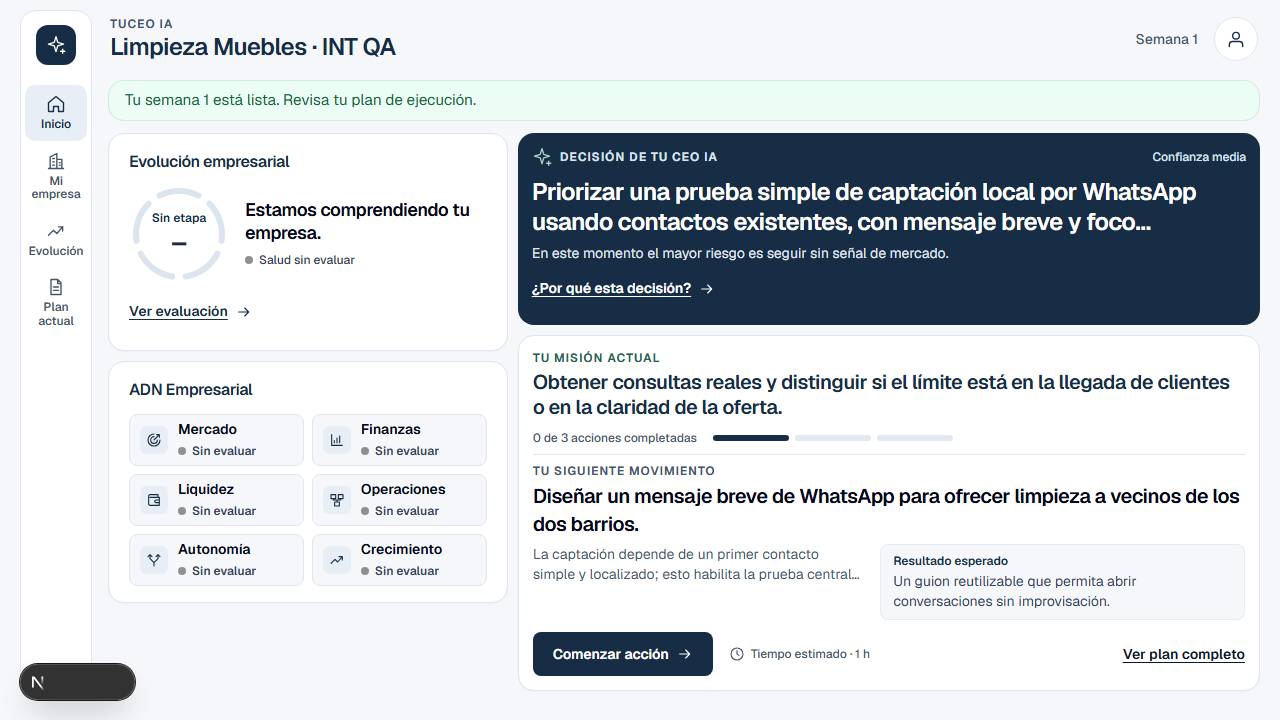 TUCEO IA
Limpieza Muebles · INT QA
Semana 1
Inicio
Mi
empresa
Evolución
Plan
actual
Tu semana 1 está lista. Revisa tu plan de ejecución.
Evolución empresarial
Sin etapa
–
Estamos comprendiendo tu
empresa.
Salud sin evaluar
Ver evaluación →
ADN Empresarial
Mercado
Sin evaluar
Finanzas
Sin evaluar
Liquidez
Sin evaluar
Operaciones
Sin evaluar
Autonomía
Sin evaluar
Crecimiento
Sin evaluar
DECISIÓN DE TU CEO IA
Confianza media
Priorizar una prueba simple de captación local por WhatsApp
usando contactos existentes, con mensaje breve y foco...
En este momento el mayor riesgo es seguir sin señal de mercado.
¿Por qué esta decisión? →
TU MISIÓN ACTUAL
Obtener consultas reales y distinguir si el límite está en la llegada de clientes
o en la claridad de la oferta.
0 de 3 acciones completadas
TU SIGUIENTE MOVIMIENTO
Diseñar un mensaje breve de WhatsApp para ofrecer limpieza a vecinos de los
dos barrios.
La captación depende de un primer contacto
simple y localizado; esto habilita la prueba central...
Resultado esperado
Un guion reutilizable que permita abrir
conversaciones sin improvisación.
Comenzar acción →
Tiempo estimado · 1 h
Ver plan completo
N